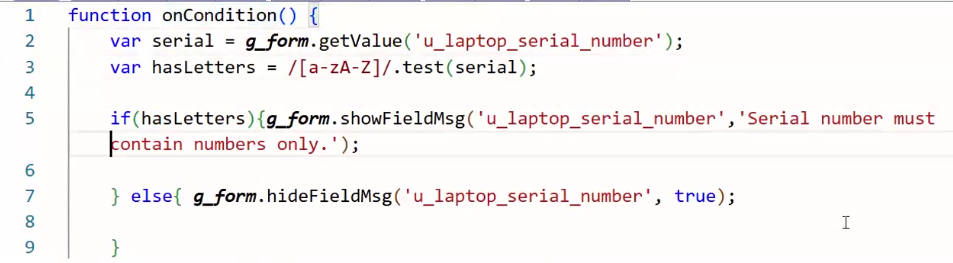 1 function onCondition() {
2 var serial = g_form.getValue('u_laptop_serial_number');
3 var hasLetters = /[a-zA-Z]/.test(serial);
4
5 if(hasLetters){g_form.showFieldMsg('u_laptop_serial_number','Serial number must
contain numbers only.');
6
7 } else{ g_form.hideFieldMsg('u_laptop_serial_number', true);
8
9 }